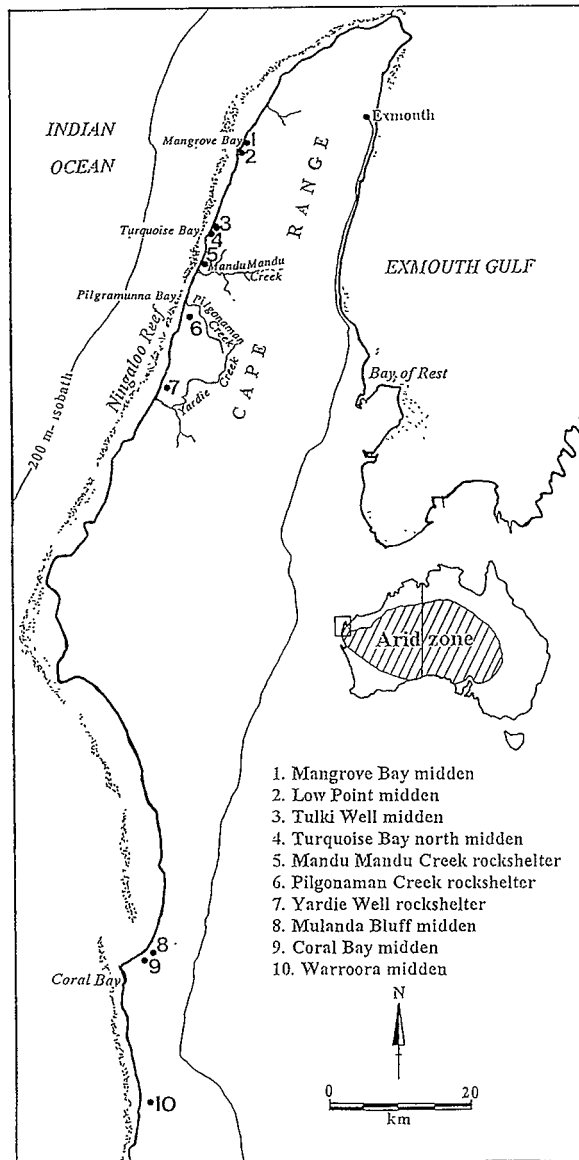 INDIAN
OCEAN
Exmouth
Mangrove Bay
1
2
RANGE
Turquoise Bay
3
4
5
Mandu Mandu
Creek
EXMOUTH GULF
Pilgramunna Bay
Pilgonaman
Creek
6
Ningaloo Reef
CAPE
Bay of Rest
7
Yardie Creek
200 m- isobath
Arid zone
1. Mangrove Bay midden
2. Low Point midden
3. Tulki Well midden
4. Turquoise Bay north midden
5. Mandu Mandu Creek rockshelter
6. Pilgonaman Creek rockshelter
7. Yardie Well rockshelter
8. Mulanda Bluff midden
9. Coral Bay midden
10. Warroora midden
8
9
Coral Bay
N
0 20
km
10